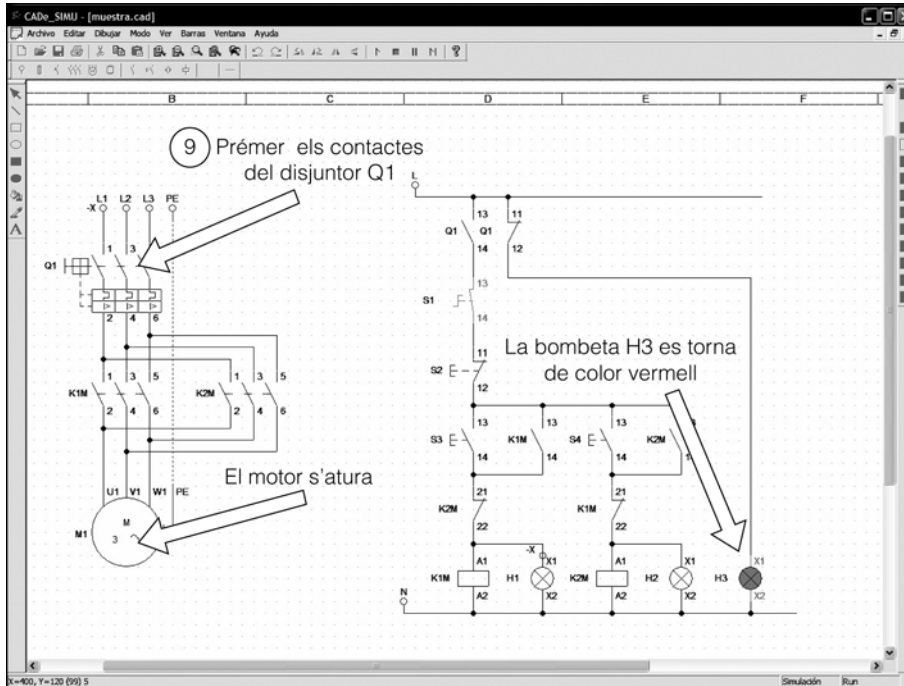 CADe_SIMU - [muestra.cad]
Archivo Editar Dibujar Modo Ver Barras Ventana Ayuda
B C D E F
9 Prémer els contactes
del disjuntor Q1
L
L1 L2 L3 PE
-X
13 11
Q1 Q1
14 12
1 3
Q1
2 4 6
13
S1
14
11
S2
12
La bombeta H3 es torna
de color vermell
1 3 5 1 3 5
K1M K2M
2 4 6 2 4 6
13 13 13
S3 K1M S4 K2M
14 14 14
El motor s'atura
21 21
K2M K1M
22 22
U1 V1 W1 PE
M1 M
3
-X
A1 X1 A1 X1 X1
K1M H1 K2M H2 H3
A2 X2 A2 X2 X2
N
X=400, Y=120 (99) 5 Simulación Run